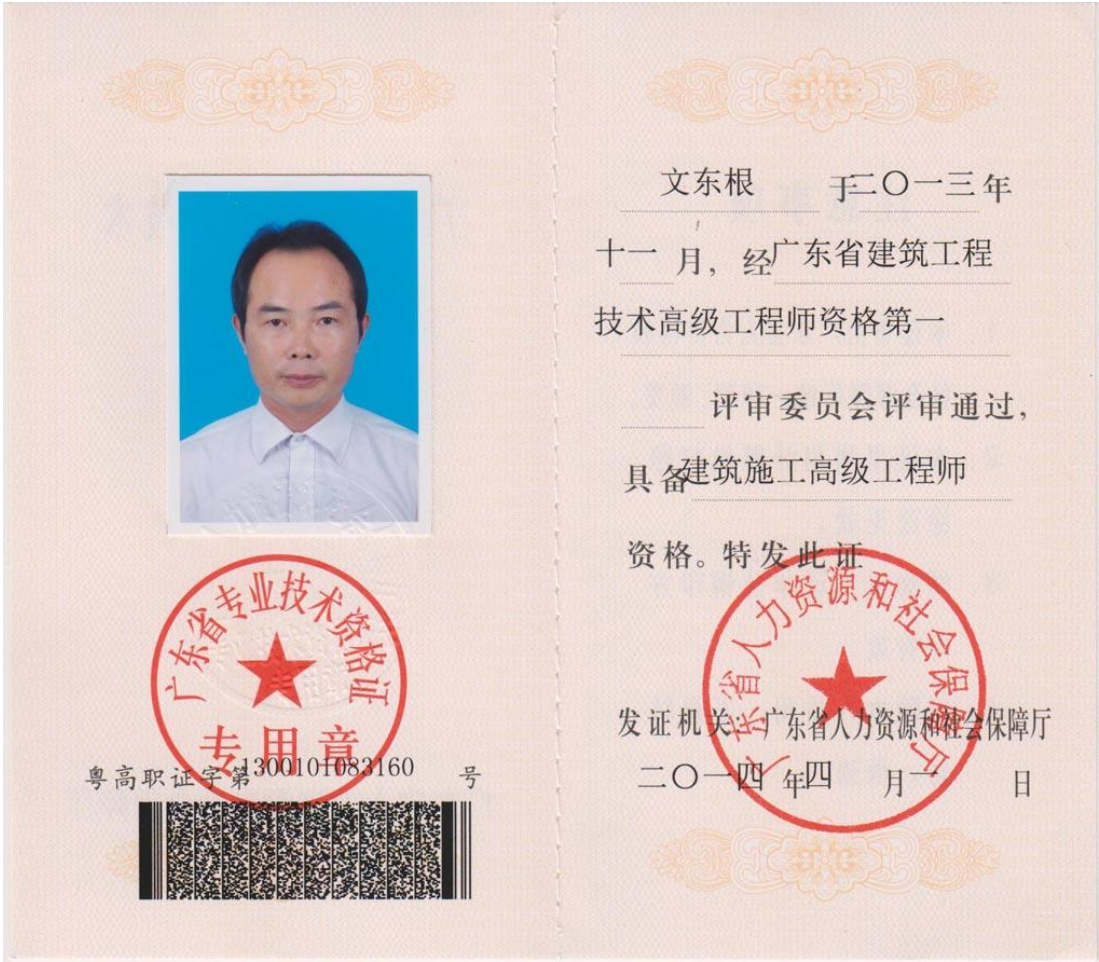 广东省专业技术资格证
专用章
粤高职证字第1300101083160号
文东根 于二〇一三年
十一月，经广东省建筑工程
技术高级工程师资格第一
评审委员会评审通过，
具备建筑施工高级工程师
资格。特发此证
广东省人力资源和社会保障厅
发证机关：广东省人力资源和社会保障厅
二〇一四年四月一日